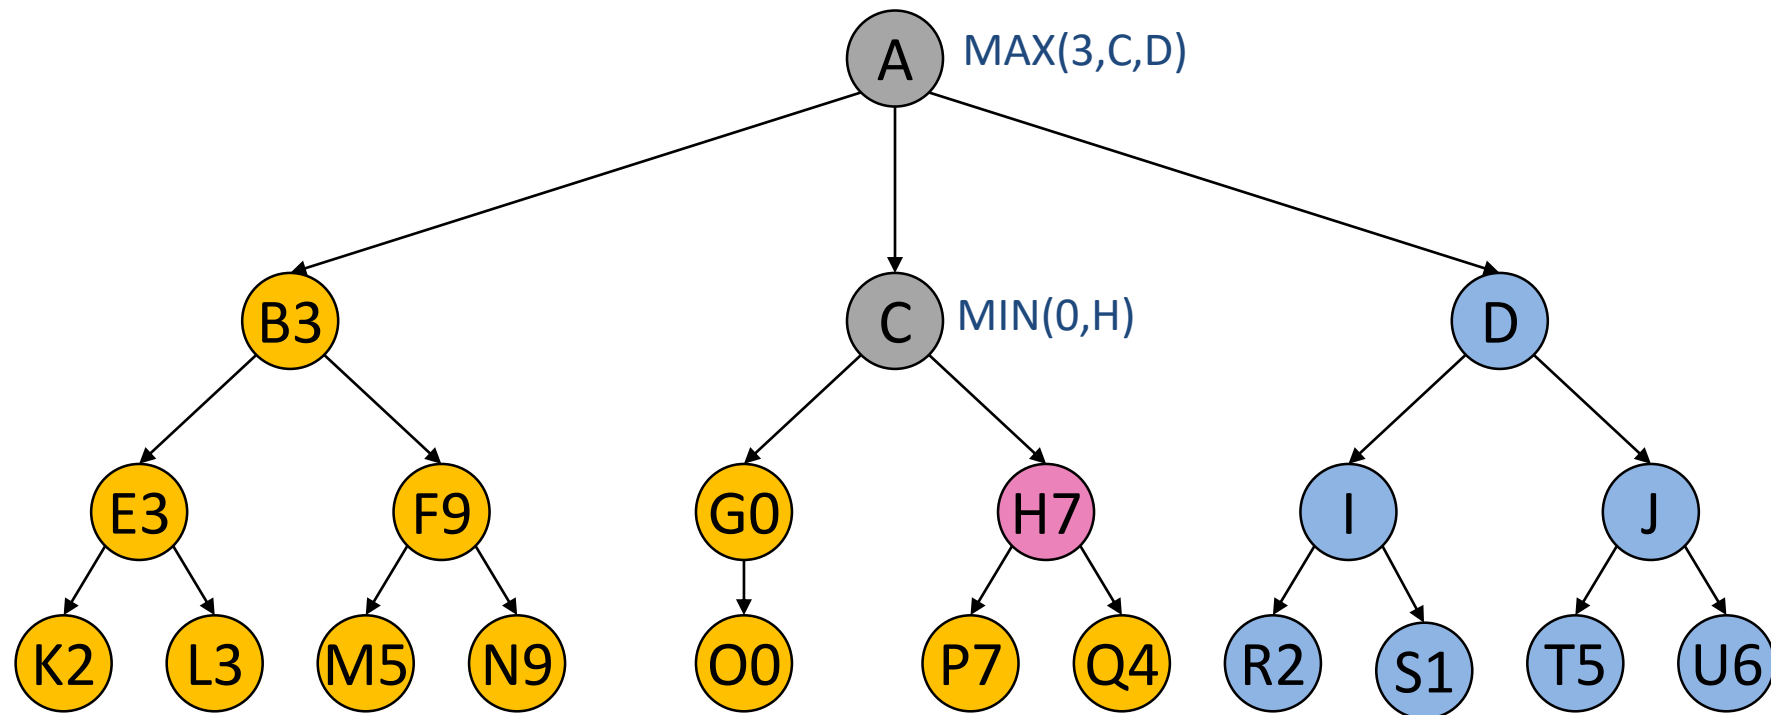 A MAX(3,C,D)
B3 C MIN(0,H) D
E3 F9 G0 H7 I J
K2 L3 M5 N9 O0 P7 Q4 R2 S1 T5 U6